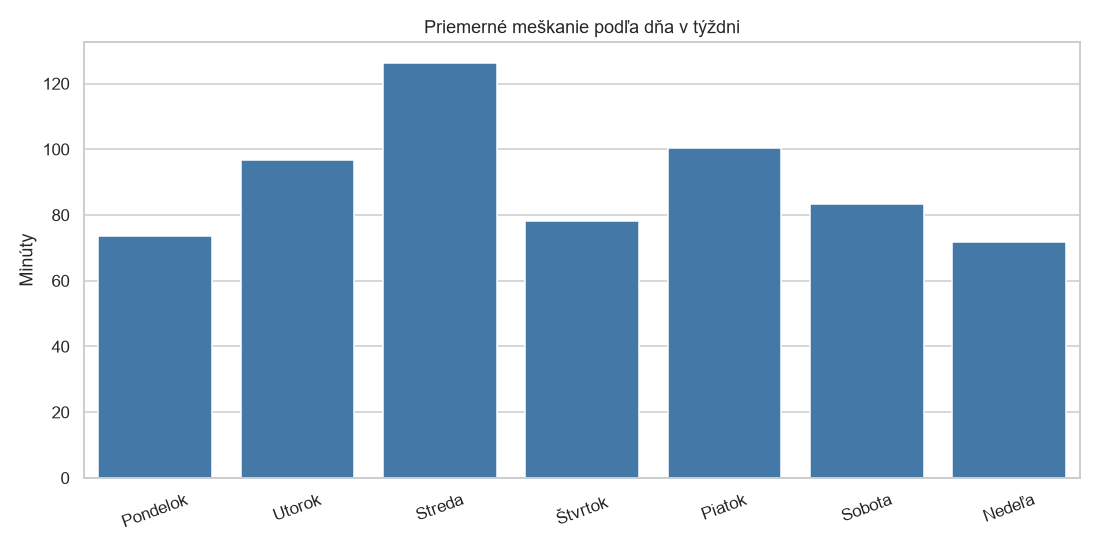 Priemerné meškanie podľa dňa v týždni
Minúty
120
100
80
60
40
20
0
Pondelok
Utorok
Streda
Štvrtok
Piatok
Sobota
Nedeľa